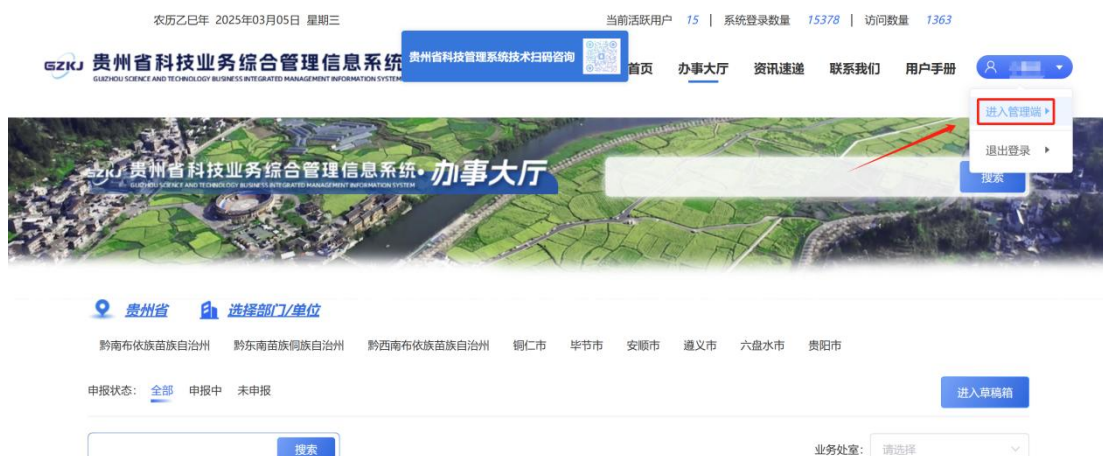 农历乙巳年 2025年03月05日 星期三
当前活跃用户 15 | 系统登录数量 15378 | 访问数量 1363
GZKJ 贵州省科技业务综合管理信息系统
GUIZHOU SCIENCE AND TECHNOLOGY BUSINESS INTEGRATED MANAGEMENT INFORMATION SYSTEM
贵州省科技管理系统技术扫码咨询
首页 办事大厅 资讯速递 联系我们 用户手册
进入管理端
退出登录
GZKJ 贵州省科技业务综合管理信息系统·办事大厅
GUIZHOU SCIENCE AND TECHNOLOGY BUSINESS INTEGRATED MANAGEMENT INFORMATION SYSTEM
搜索
贵州省 选择部门/单位
黔南布依族苗族自治州 黔东南苗族侗族自治州 黔西南布依族苗族自治州 铜仁市 毕节市 安顺市 遵义市 六盘水市 贵阳市
申报状态: 全部 申报中 未申报
进入草稿箱
搜索
业务处室: 请选择